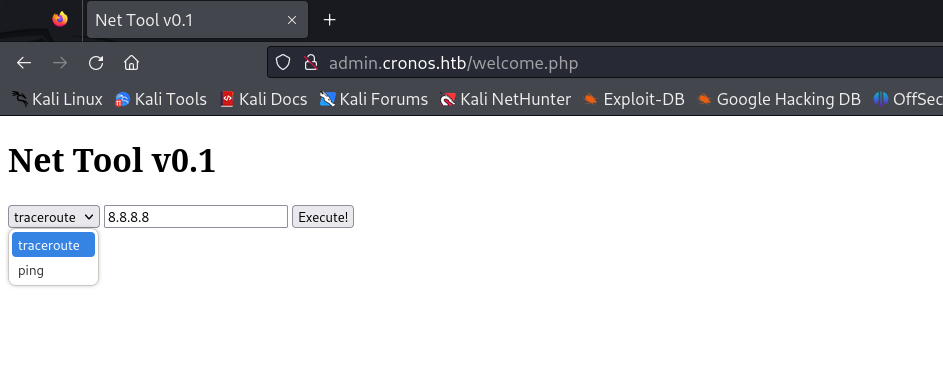 Net Tool v0.1
admin.cronos.htb/welcome.php
Kali Linux Kali Tools Kali Docs Kali Forums Kali NetHunter Exploit-DB Google Hacking DB OffSec
Net Tool v0.1
traceroute 8.8.8.8 Execute!
traceroute
ping